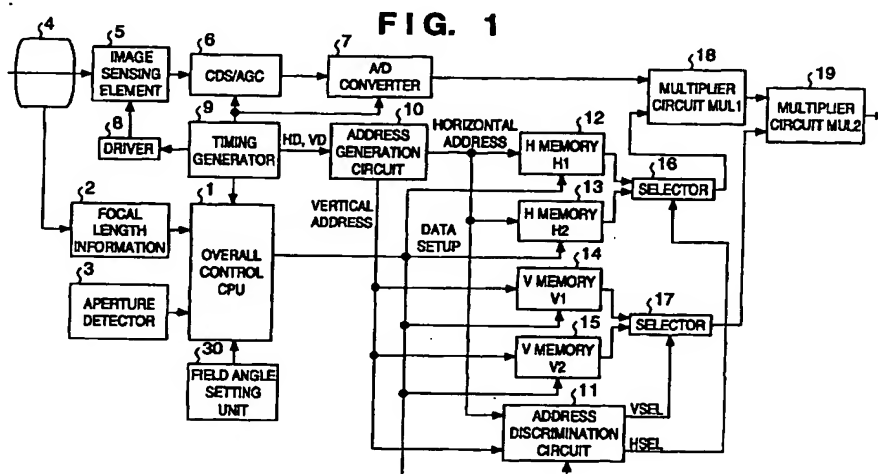 FIG. 1
4
5
IMAGE
SENSING
ELEMENT
6
CDS/AGC
7
A/D
CONVERTER
18
MULTIPLIER
CIRCUIT MUL1
19
MULTIPLIER
CIRCUIT MUL2
8
DRIVER
9
TIMING
GENERATOR
HD, VD
10
ADDRESS
GENERATION
CIRCUIT
HORIZONTAL
ADDRESS
12
H MEMORY
H1
16
SELECTOR
2
FOCAL
LENGTH
INFORMATION
1
OVERALL
CONTROL
CPU
VERTICAL
ADDRESS
DATA
SETUP
13
H MEMORY
H2
3
APERTURE
DETECTOR
14
V MEMORY
V1
17
SELECTOR
15
V MEMORY
V2
30
FIELD ANGLE
SETTING
UNIT
11
ADDRESS
DISCRIMINATION
CIRCUIT
VSEL
HSEL